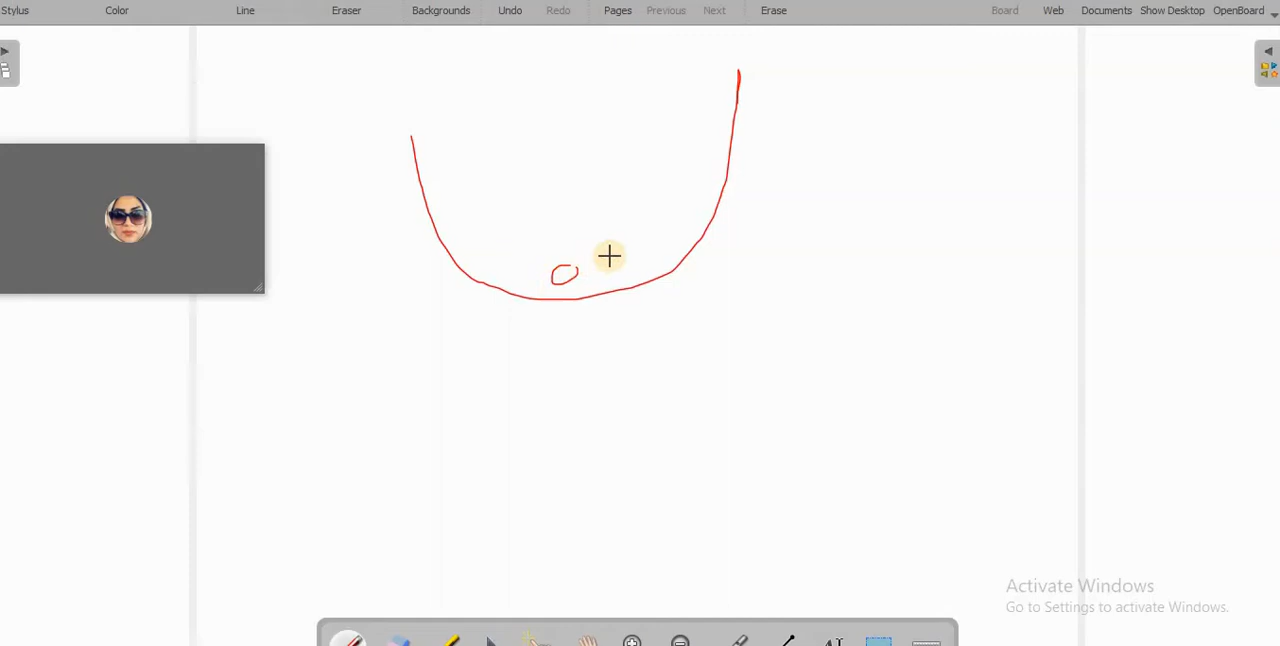 Stylus Color Line Eraser Backgrounds Undo Redo Pages Previous Next Erase Board Web Documents Show Desktop OpenBoard
Activate Windows
Go to Settings to activate Windows.